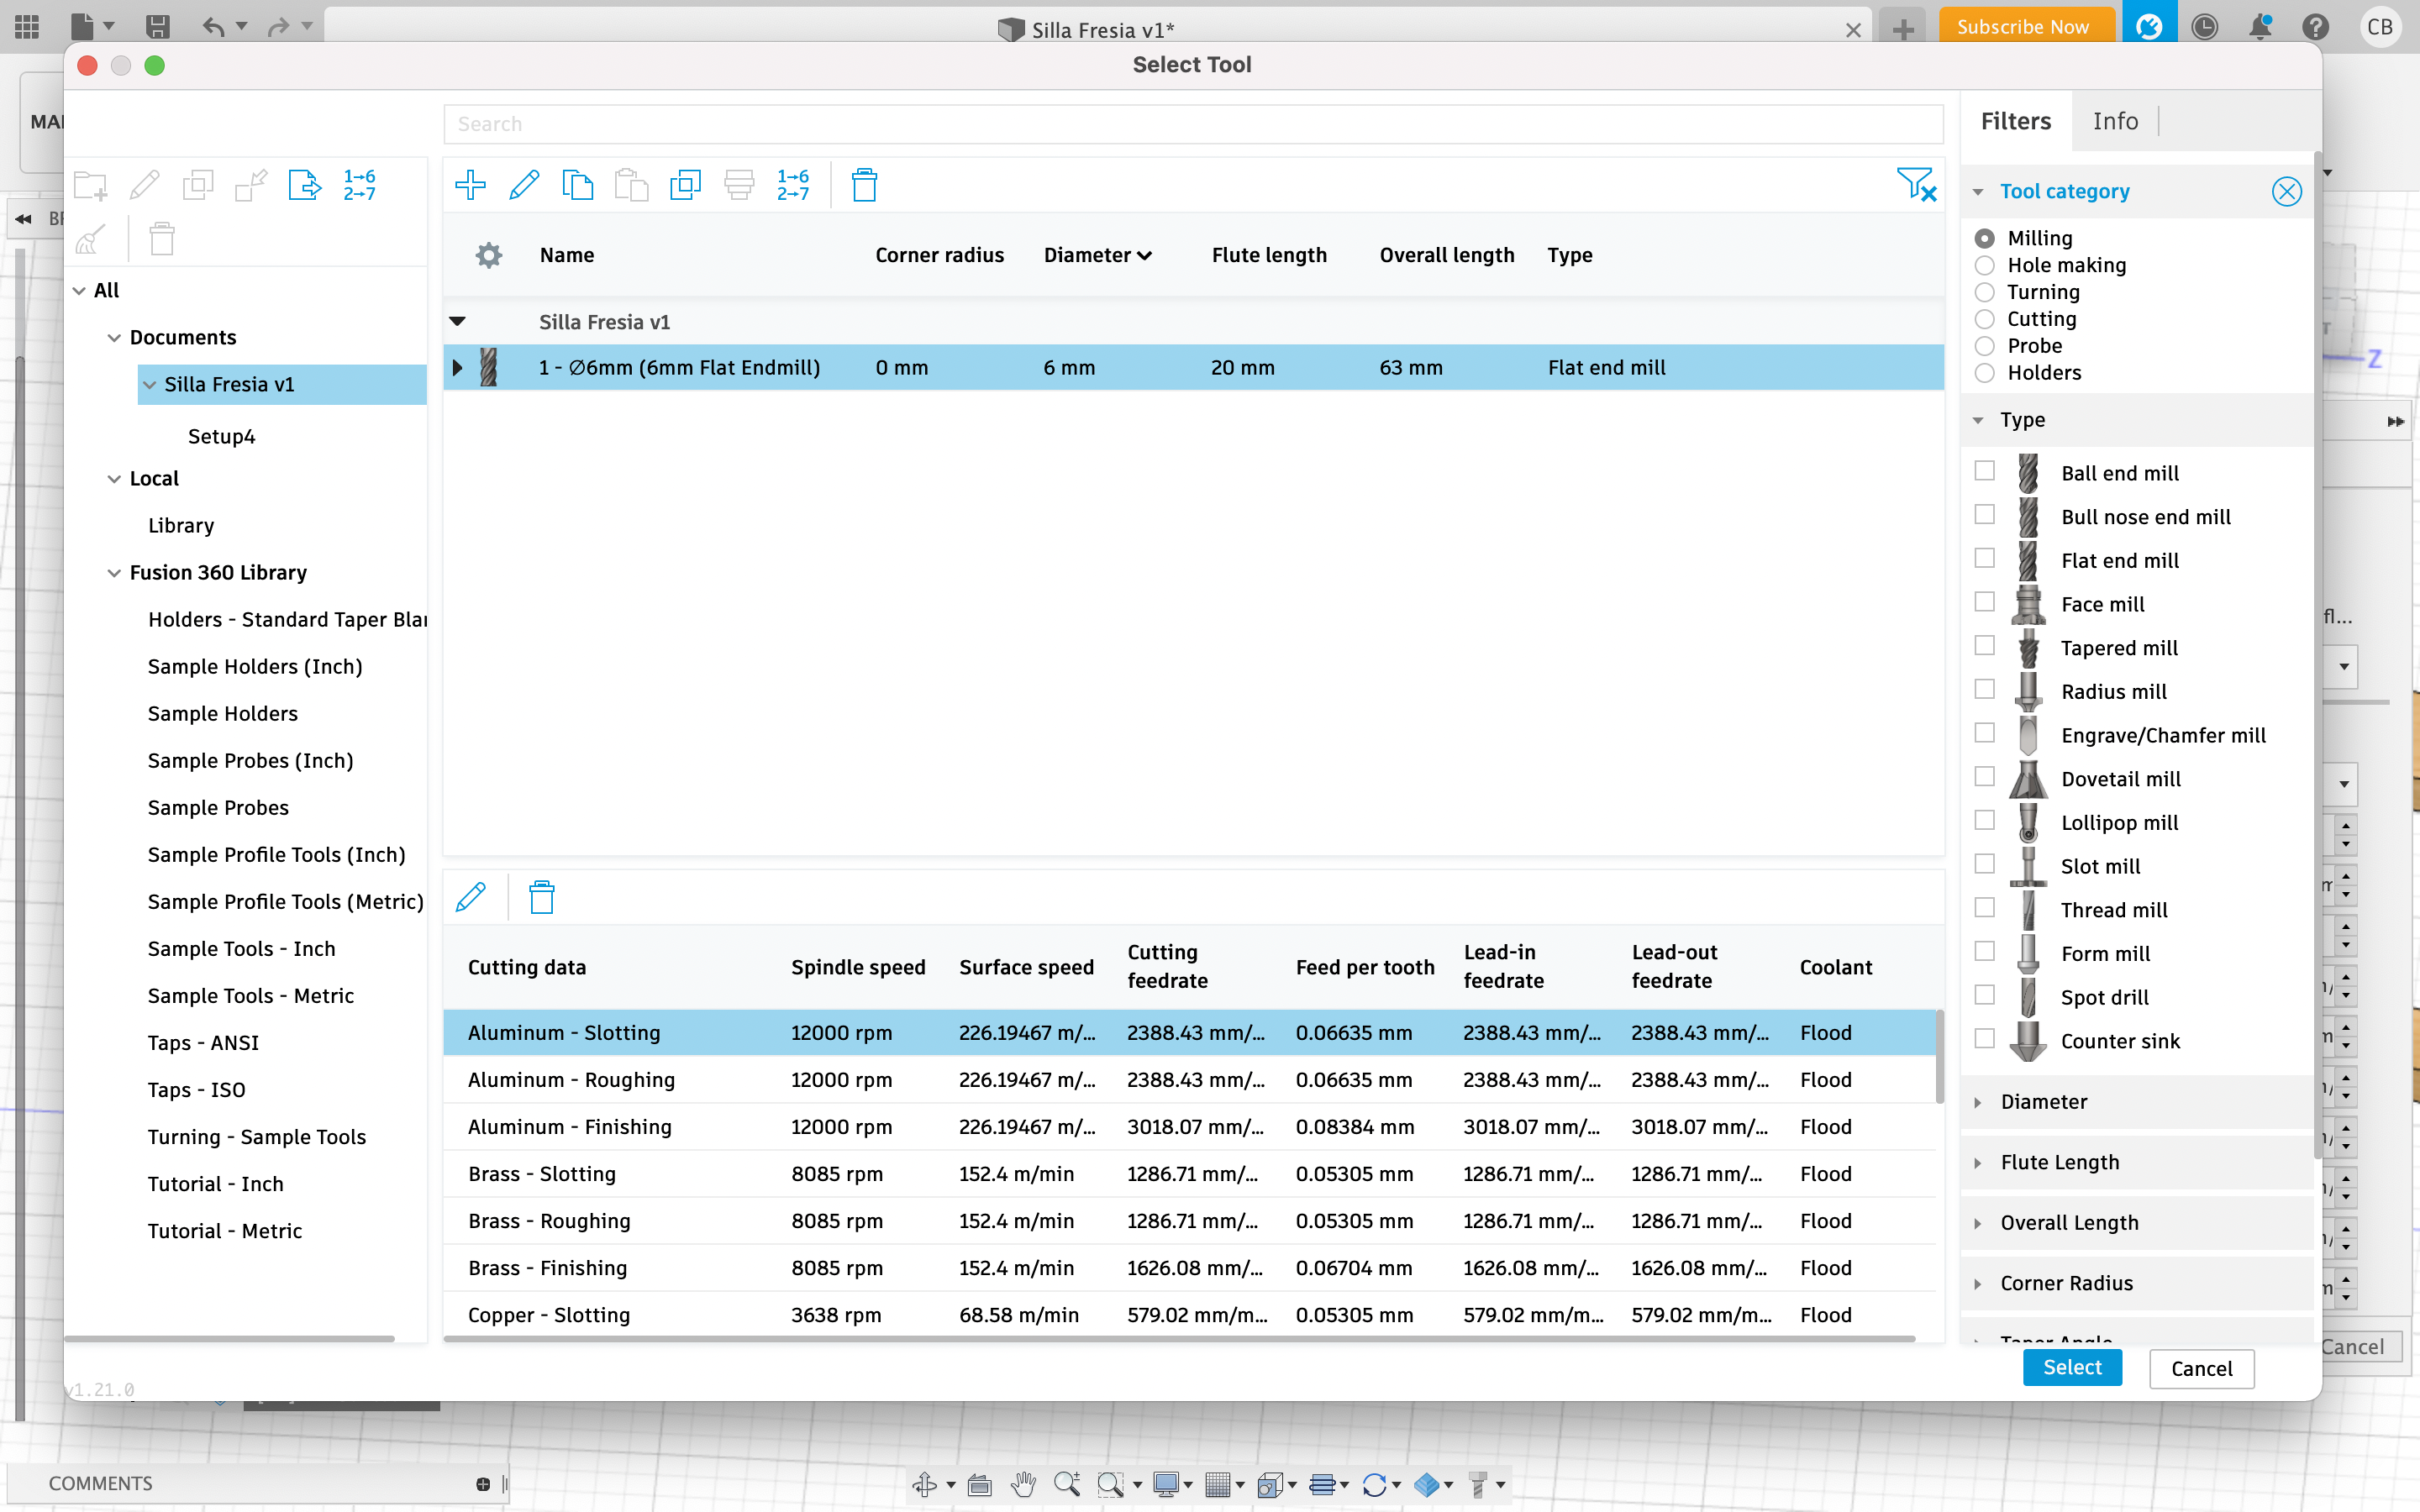 Silla Fresia v1*
Subscribe Now
CB
Select Tool
MAI
Search
Filters
Info
1→6
2→7
1→6
2→7
Tool category
Name
Corner radius
Diameter
Flute length
Overall length
Type
Milling
Hole making
Turning
Cutting
Probe
Holders
All
Documents
Silla Fresia v1
Setup4
Local
Library
Fusion 360 Library
Holders - Standard Taper Blan
Sample Holders (Inch)
Sample Holders
Sample Probes (Inch)
Sample Probes
Sample Profile Tools (Inch)
Sample Profile Tools (Metric)
Sample Tools - Inch
Sample Tools - Metric
Taps - ANSI
Taps - ISO
Turning - Sample Tools
Tutorial - Inch
Tutorial - Metric
v1.21.0
Silla Fresia v1
1 - ∅6mm (6mm Flat Endmill)
0 mm
6 mm
20 mm
63 mm
Flat end mill
Z
Type
Ball end mill
Bull nose end mill
Flat end mill
Face mill
Tapered mill
Radius mill
Engrave/Chamfer mill
Dovetail mill
Lollipop mill
Slot mill
Thread mill
Form mill
Spot drill
Counter sink
Diameter
Flute Length
Overall Length
Corner Radius
Taper Angle
fl...
Cutting data
Spindle speed
Surface speed
Cutting
feedrate
Feed per tooth
Lead-in
feedrate
Lead-out
feedrate
Coolant
Aluminum - Slotting 12000 rpm 226.19467 m/... 2388.43 mm/... 0.06635 mm 2388.43 mm/... 2388.43 mm/... Flood
Aluminum - Roughing 12000 rpm 226.19467 m/... 2388.43 mm/... 0.06635 mm 2388.43 mm/... 2388.43 mm/... Flood
Aluminum - Finishing 12000 rpm 226.19467 m/... 3018.07 mm/... 0.08384 mm 3018.07 mm/... 3018.07 mm/... Flood
Brass - Slotting 8085 rpm 152.4 m/min 1286.71 mm/... 0.05305 mm 1286.71 mm/... 1286.71 mm/... Flood
Brass - Roughing 8085 rpm 152.4 m/min 1286.71 mm/... 0.05305 mm 1286.71 mm/... 1286.71 mm/... Flood
Brass - Finishing 8085 rpm 152.4 m/min 1626.08 mm/... 0.06704 mm 1626.08 mm/... 1626.08 mm/... Flood
Copper - Slotting 3638 rpm 68.58 m/min 579.02 mm/m... 0.05305 mm 579.02 mm/m... 579.02 mm/m... Flood
Select
Cancel
Cancel
COMMENTS